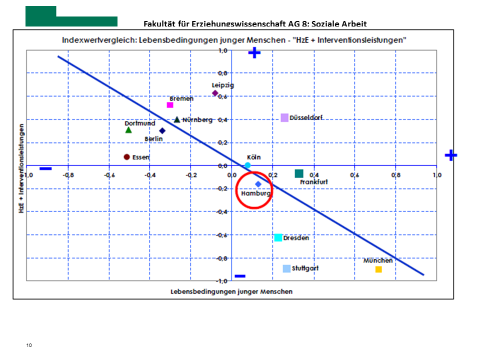 Fakultät für Erziehuneswissenschaft AG 8: Soziale Arbeit
Indexwertvergleich: Lebensbedingungen junger Menschen - "HzE + Interventionsleistungen"
1,0
0,8
0,6
0,4
0,2
0,0
-0,2
-0,4
-0,6
-0,8
-1,0
-1,0 -0,8 -0,6 -0,4 -0,2 0,0 0,2 0,4 0,6 0,8 1,0
Leipzig
Bremen
Nürnberg
Düsseldorf
Dortmund
Berlin
Essen
Köln
Frankfurt
Hamburg
Dresden
München
Stuttgart
HzE + Interventionsleistungen
Lebensbedingungen junger Menschen
10